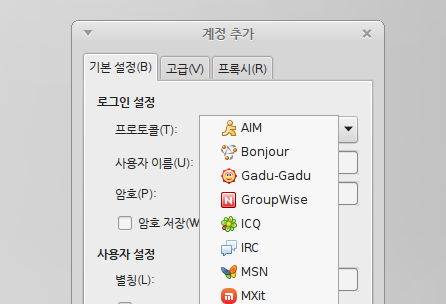 계정 추가
기본 설정(B) 고급(V) 프록시(R)
로그인 설정
프로토콜(T):
AIM
Bonjour
사용자 이름(U):
Gadu-Gadu
암호(P):
GroupWise
암호 저장(W
ICQ
IRC
사용자 설정
MSN
별칭(L):
MXit